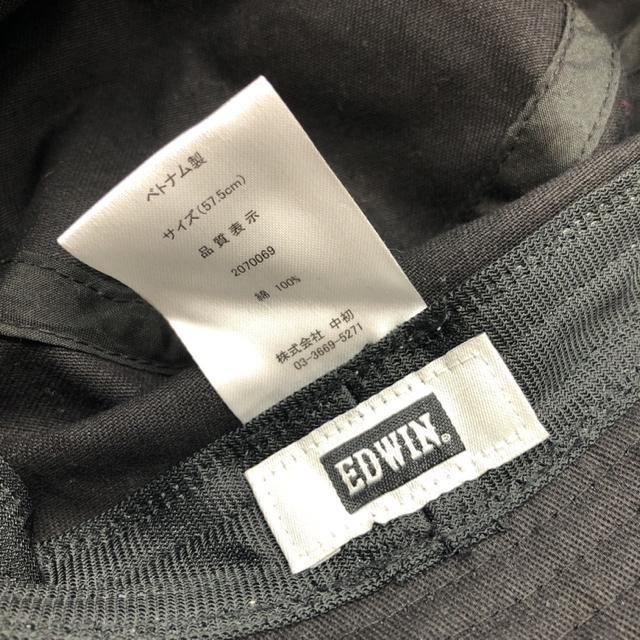 ベトナム製
サイズ(57.5cm)
品質表示
2070069
綿 100%
株式会社 中初
03-3669-5271
EDWIN®